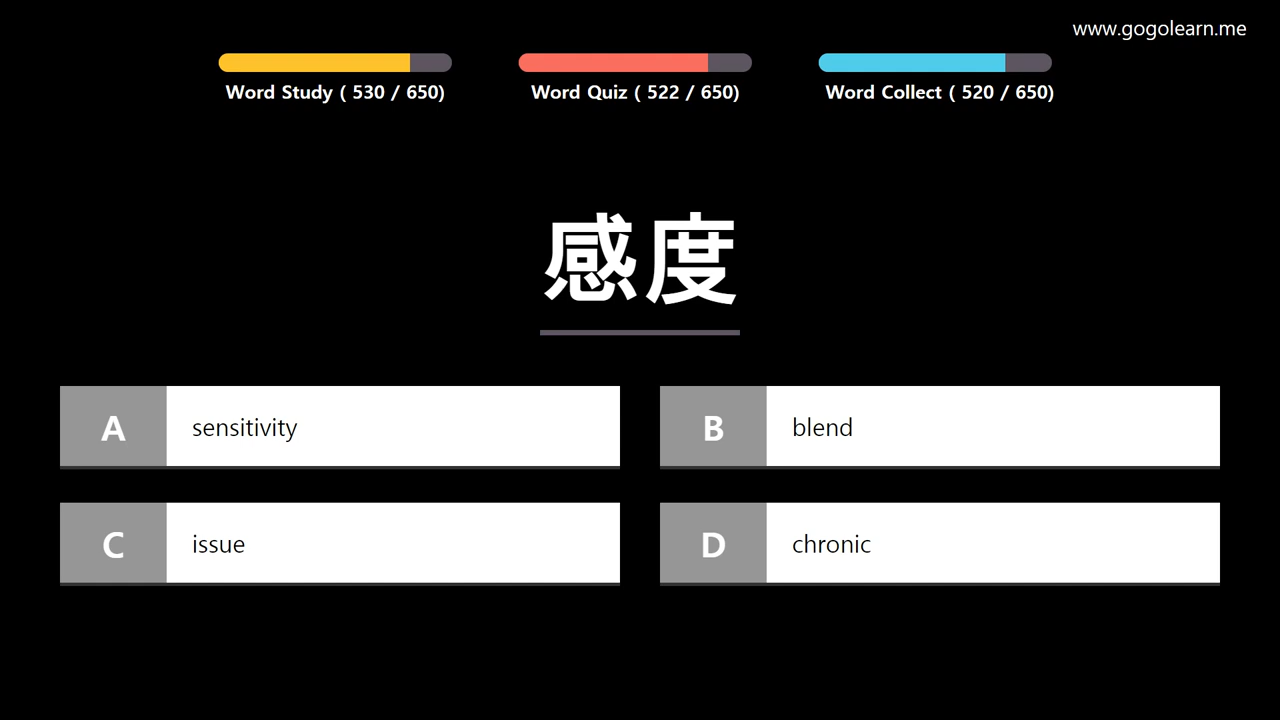 www.gogolearn.me
Word Study ( 530 / 650)
Word Quiz ( 522 / 650)
Word Collect ( 520 / 650)
感度
A sensitivity
B blend
C issue
D chronic